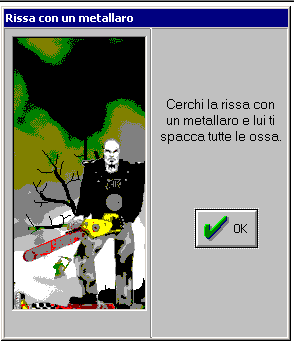 Rissa con un metallaro
Cerchi la rissa con
un metallaro e lui ti
spacca tutte le ossa.
OK